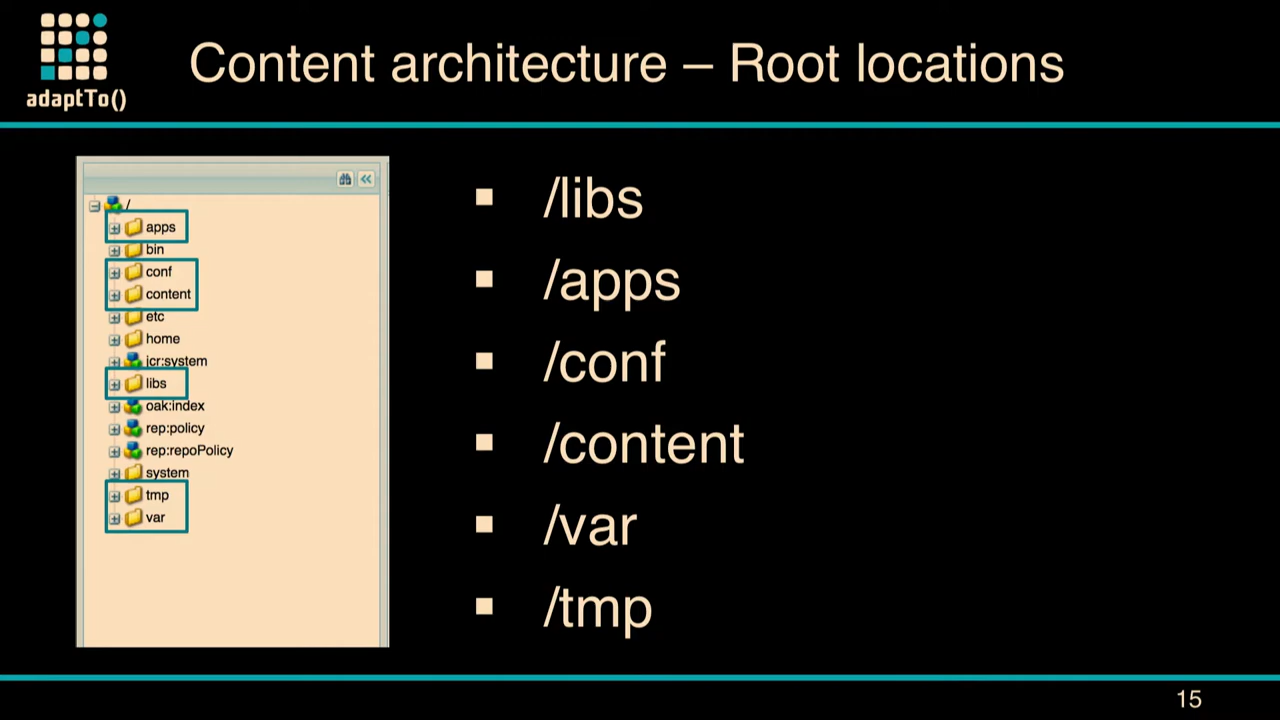 adaptTo()
Content architecture – Root locations
/
apps
bin
conf
content
etc
home
jcr:system
libs
oak:index
rep:policy
rep:repoPolicy
system
tmp
var
/libs
/apps
/conf
/content
/var
/tmp
15